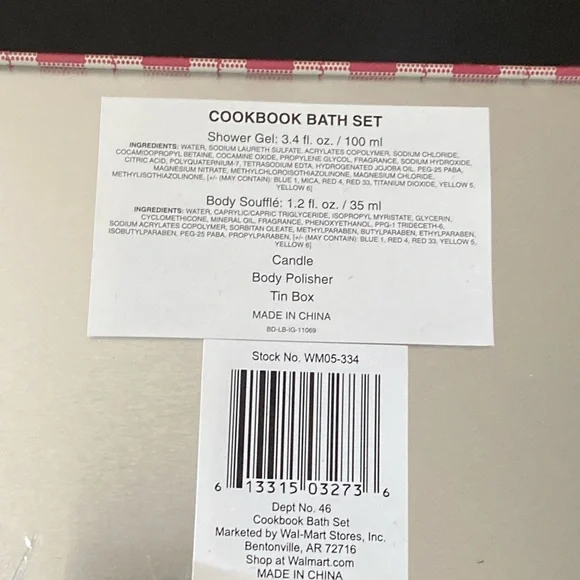 COOKBOOK BATH SET
Shower Gel: 3.4 fl. oz. / 100 ml
INGREDIENTS: WATER, SODIUM LAURETH SULFATE, ACRYLATES COPOLYMER, SODIUM CHLORIDE,
COCAMIDOPROPYL BETAINE, COCAMINE OXIDE, PROPYLENE GLYCOL, FRAGRANCE, SODIUM HYDROXIDE,
CITRIC ACID, POLYQUATERNIUM-7, TETRASODIUM EDTA, HYDROGENATED JOJOBA OIL, PEG-25 PABA,
MAGNESIUM NITRATE, METHYLCHLOROISOTHIAZOLINONE, MAGNESIUM CHLORIDE,
METHYLISOTHIAZOLINONE, [+/- (MAY CONTAIN): BLUE 1, MICA, RED 4, RED 33, TITANIUM DIOXIDE, YELLOW 5,
YELLOW 6]
Body Soufflé: 1.2 fl. oz. / 35 ml
INGREDIENTS: WATER, CAPRYLIC/CAPRIC TRIGLYCERIDE, ISOPROPYL MYRISTATE, GLYCERIN,
CYCLOMETHICONE, MINERAL OIL, FRAGRANCE, PHENOXYETHANOL, PPG-1 TRIDECETH-6,
SODIUM ACRYLATES COPOLYMER, SORBITAN OLEATE, METHYLPARABEN, BUTYLPARABEN, ETHYLPARABEN,
ISOBUTYLPARABEN, PEG-25 PABA, PROPYLPARABEN, [+/- (MAY CONTAIN): BLUE 1, RED 4, RED 33, YELLOW 5,
YELLOW 6]
Candle
Body Polisher
Tin Box
MADE IN CHINA
BD-LB-IG-11069
Stock No. WM05-334
6 13315 03273 6
Dept No. 46
Cookbook Bath Set
Marketed by Wal-Mart Stores, Inc.
Bentonville, AR 72716
Shop at Walmart.com
MADE IN CHINA